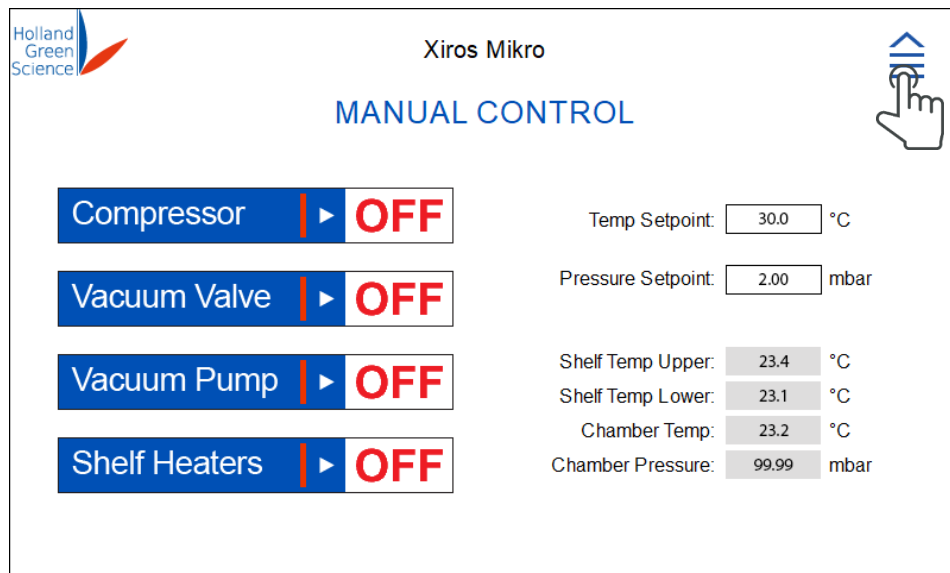 Holland
Green
Science
Xiros Mikro
MANUAL CONTROL
Compressor OFF
Temp Setpoint: 30.0 °C
Vacuum Valve OFF
Pressure Setpoint: 2.00 mbar
Vacuum Pump OFF
Shelf Temp Upper: 23.4 °C
Shelf Temp Lower: 23.1 °C
Chamber Temp: 23.2 °C
Shelf Heaters OFF
Chamber Pressure: 99.99 mbar